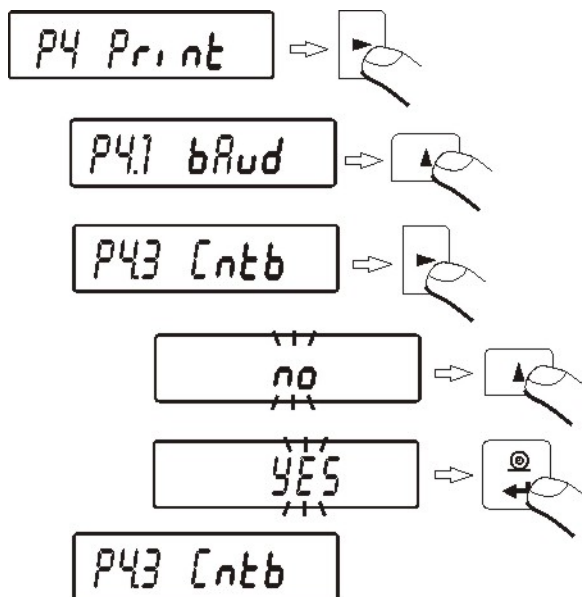 P4 Print
P4.1 bAud
P4.3 Cntb
no
YES
P4.3 Cntb